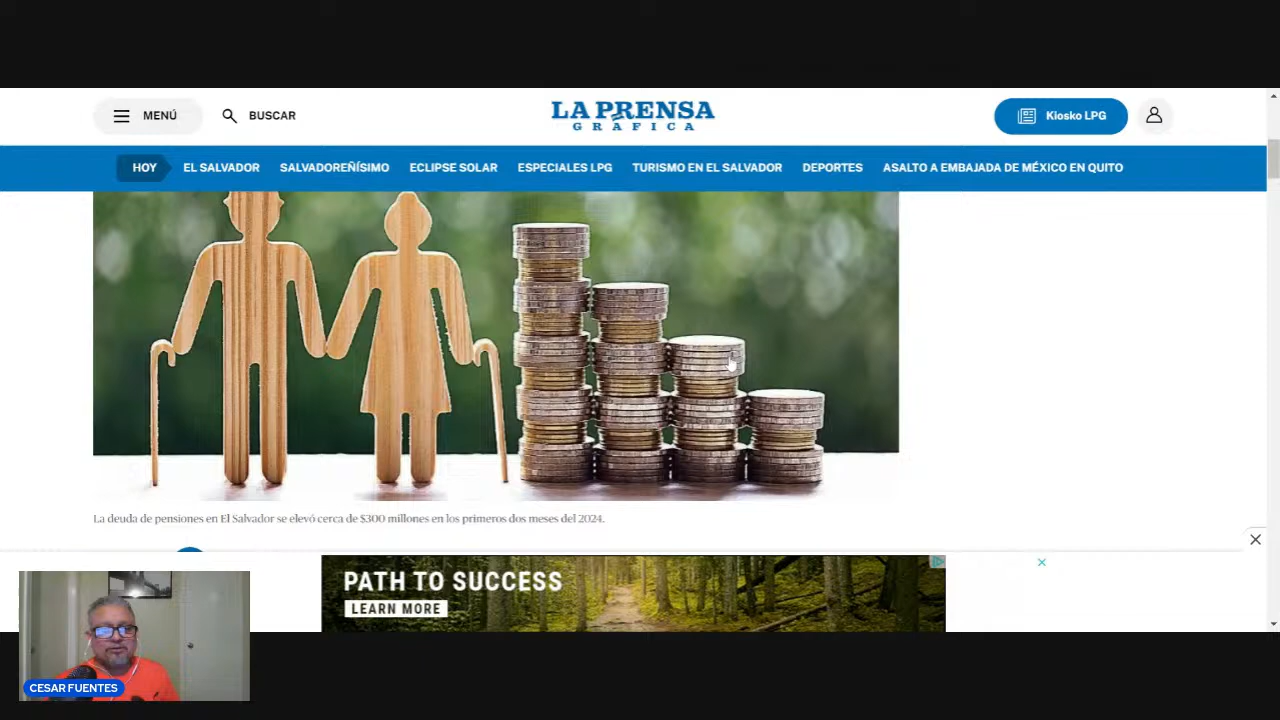 MENÚ
BUSCAR
LA PRENSA
GRÁFICA
Kiosko LPG
HOY
EL SALVADOR
SALVADOREÑÍSIMO
ECLIPSE SOLAR
ESPECIALES LPG
TURISMO EN EL SALVADOR
DEPORTES
ASALTO A EMBAJADA DE MÉXICO EN QUITO
La deuda de pensiones en El Salvador se elevó cerca de $300 millones en los primeros dos meses del 2024.
PATH TO SUCCESS
LEARN MORE
CESAR FUENTES